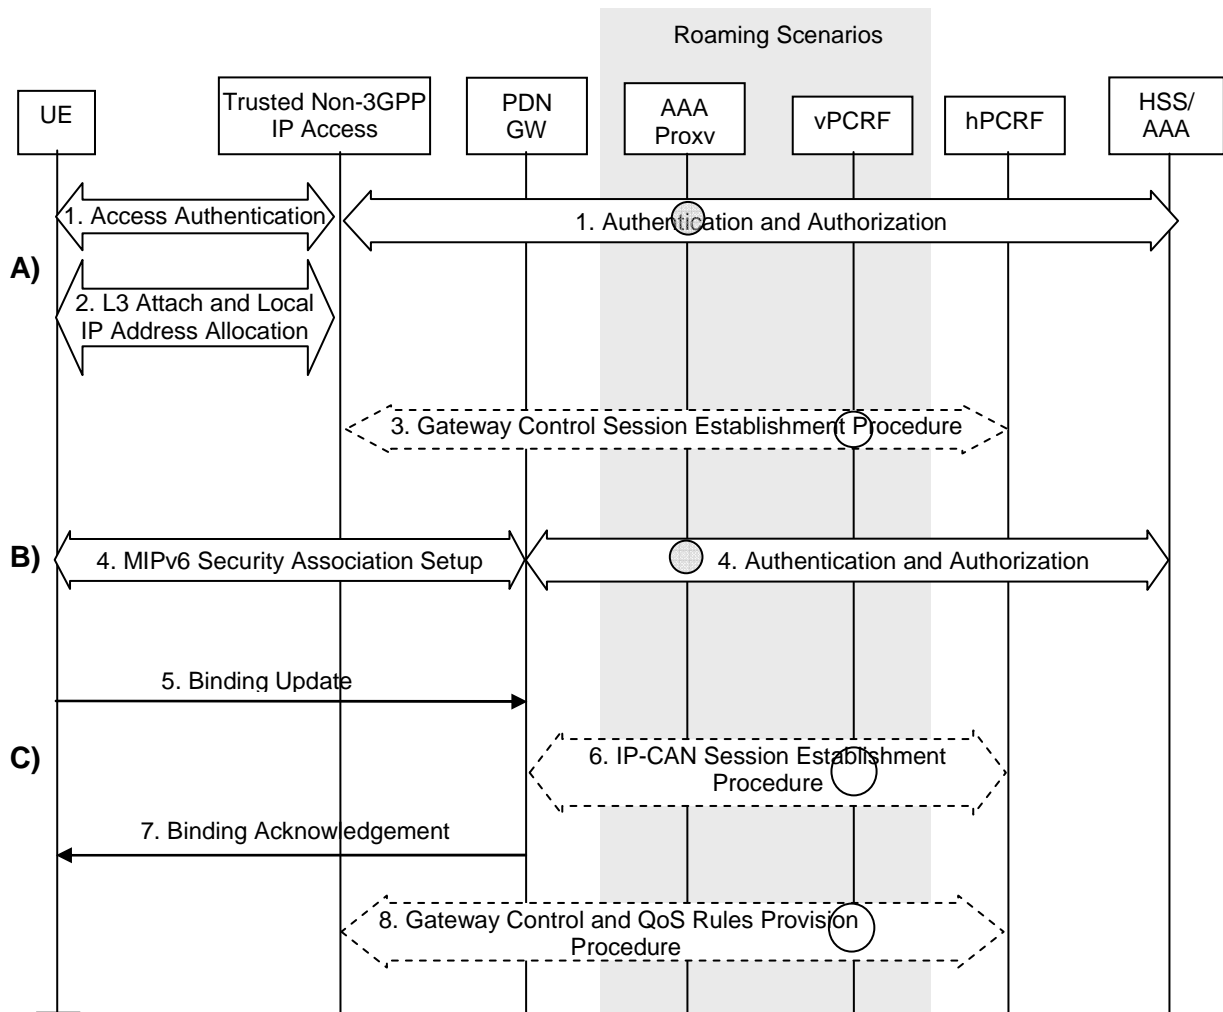 Roaming Scenarios
UE
Trusted Non-3GPP
IP Access
PDN
GW
AAA
Proxy
vPCRF
hPCRF
HSS/
AAA
1. Access Authentication
1. Authentication and Authorization
A)
2. L3 Attach and Local
IP Address Allocation
3. Gateway Control Session Establishment Procedure
B)
4. MIPv6 Security Association Setup
4. Authentication and Authorization
5. Binding Update
C)
6. IP-CAN Session Establishment
Procedure
7. Binding Acknowledgement
8. Gateway Control and QoS Rules Provision
Procedure